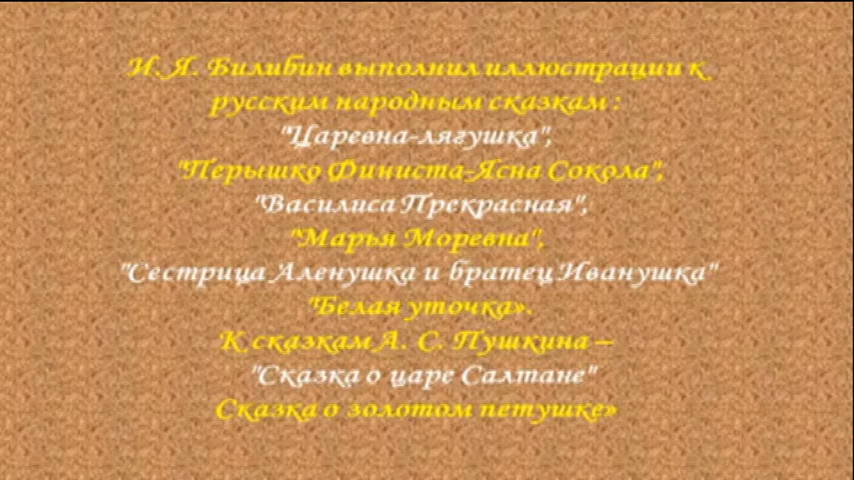 И. Я. Билибин выполнил иллюстрации к
русским народным сказкам :
"Царевна-лягушка",
"Перышко Финиста-Ясна Сокола",
"Василиса Прекрасная",
"Марья Моревна",
"Сестрица Аленушка и братец Иванушка"
"Белая уточка».
К сказкам А. С. Пушкина –
"Сказка о царе Салтане"
Сказка о золотом петушке»